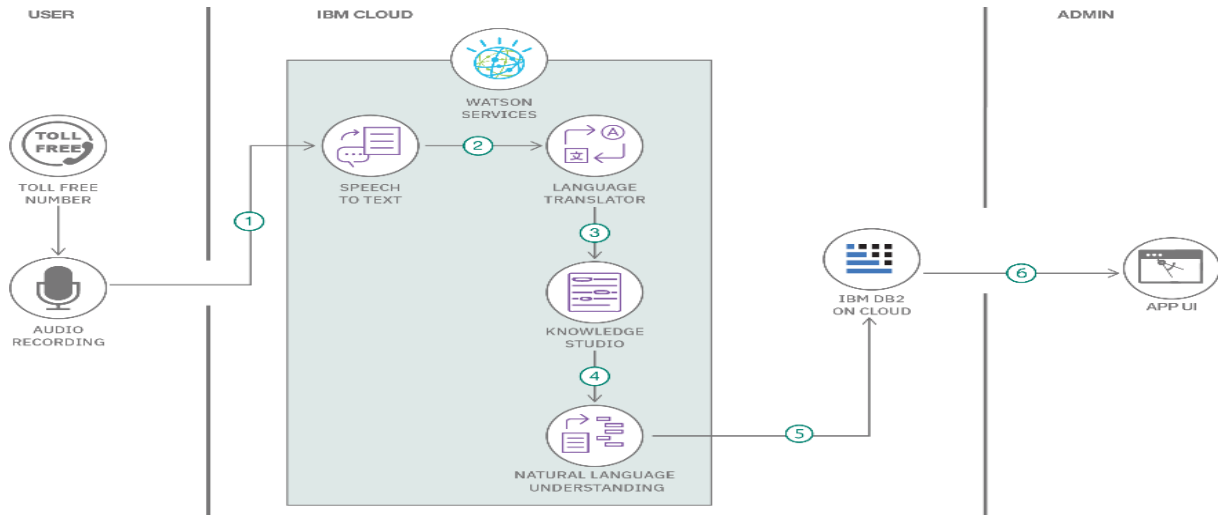 USER
IBM CLOUD
ADMIN
WATSON
SERVICES
TOLL
FREE
TOLL FREE
NUMBER
1
SPEECH
TO TEXT
2
A
文
LANGUAGE
TRANSLATOR
3
AUDIO
RECORDING
KNOWLEDGE
STUDIO
4
NATURAL LANGUAGE
UNDERSTANDING
5
IBM DB2
ON CLOUD
6
APP UI